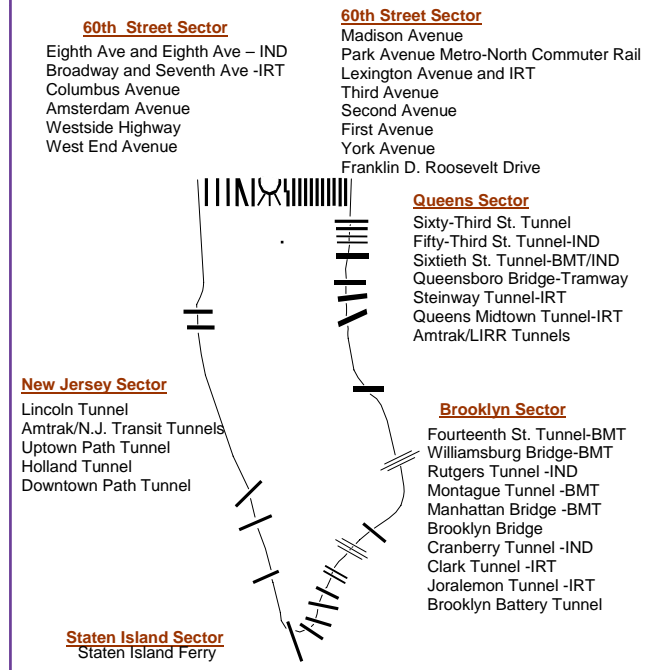 60th Street Sector
Eighth Ave and Eighth Ave – IND
Broadway and Seventh Ave -IRT
Columbus Avenue
Amsterdam Avenue
Westside Highway
West End Avenue
60th Street Sector
Madison Avenue
Park Avenue Metro-North Commuter Rail
Lexington Avenue and IRT
Third Avenue
Second Avenue
First Avenue
York Avenue
Franklin D. Roosevelt Drive
Queens Sector
Sixty-Third St. Tunnel
Fifty-Third St. Tunnel-IND
Sixtieth St. Tunnel-BMT/IND
Queensboro Bridge-Tramway
Steinway Tunnel-IRT
Queens Midtown Tunnel-IRT
Amtrak/LIRR Tunnels
New Jersey Sector
Lincoln Tunnel
Amtrak/N.J. Transit Tunnels
Uptown Path Tunnel
Holland Tunnel
Downtown Path Tunnel
Brooklyn Sector
Fourteenth St. Tunnel-BMT
Williamsburg Bridge-BMT
Rutgers Tunnel -IND
Montague Tunnel -BMT
Manhattan Bridge -BMT
Brooklyn Bridge
Cranberry Tunnel -IND
Clark Tunnel -IRT
Joralemon Tunnel -IRT
Brooklyn Battery Tunnel
Staten Island Sector
Staten Island Ferry